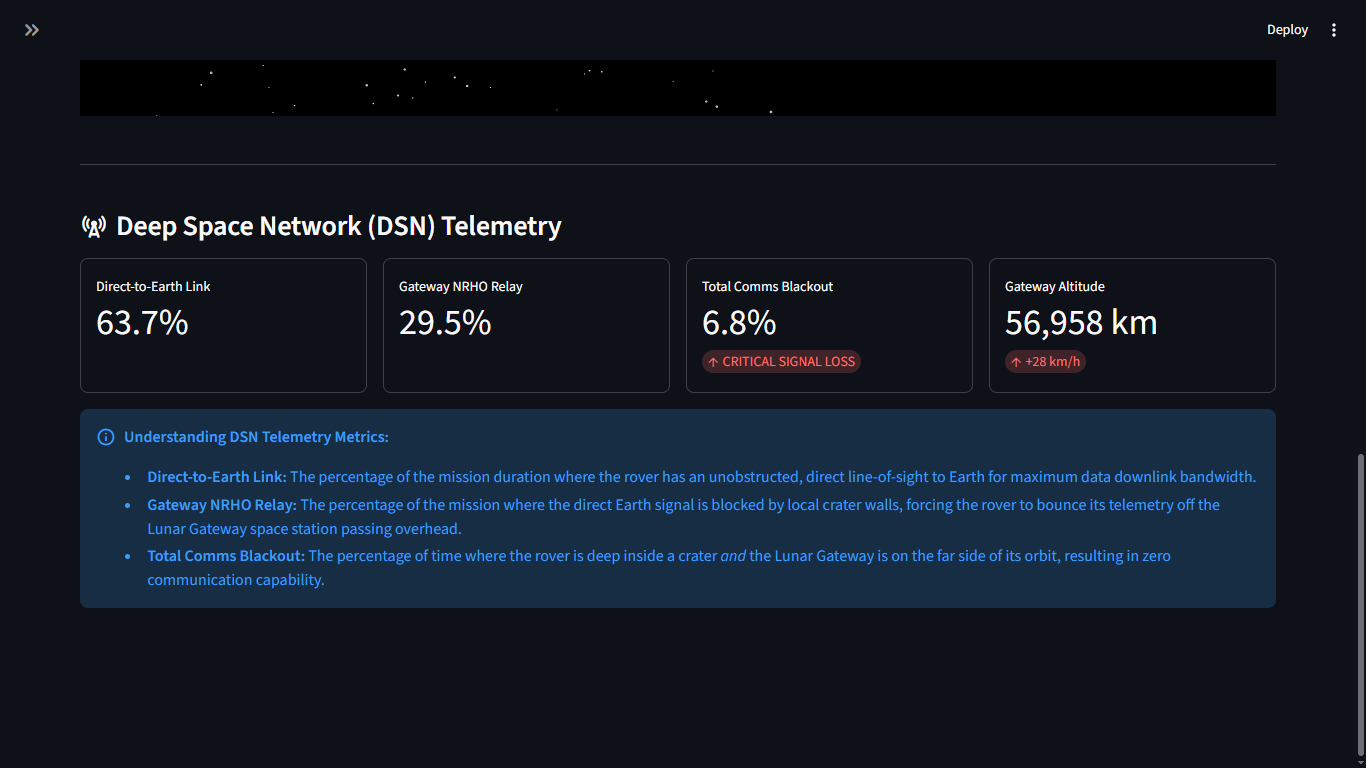 Deploy
Deep Space Network (DSN) Telemetry
Direct-to-Earth Link
63.7%
Gateway NRHO Relay
29.5%
Total Comms Blackout
6.8%
↑ CRITICAL SIGNAL LOSS
Gateway Altitude
56,958 km
↑ +28 km/h
Understanding DSN Telemetry Metrics:
• Direct-to-Earth Link: The percentage of the mission duration where the rover has an unobstructed, direct line-of-sight to Earth for maximum data downlink bandwidth.
• Gateway NRHO Relay: The percentage of the mission where the direct Earth signal is blocked by local crater walls, forcing the rover to bounce its telemetry off the
Lunar Gateway space station passing overhead.
• Total Comms Blackout: The percentage of time where the rover is deep inside a crater and the Lunar Gateway is on the far side of its orbit, resulting in zero
communication capability.